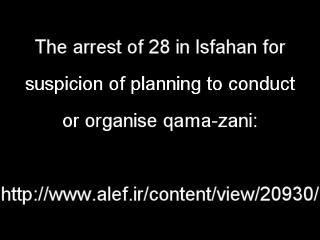 The arrest of 28 in Isfahan for
suspicion of planning to conduct
or organise qama-zani:
http://www.alef.ir/content/view/20930/